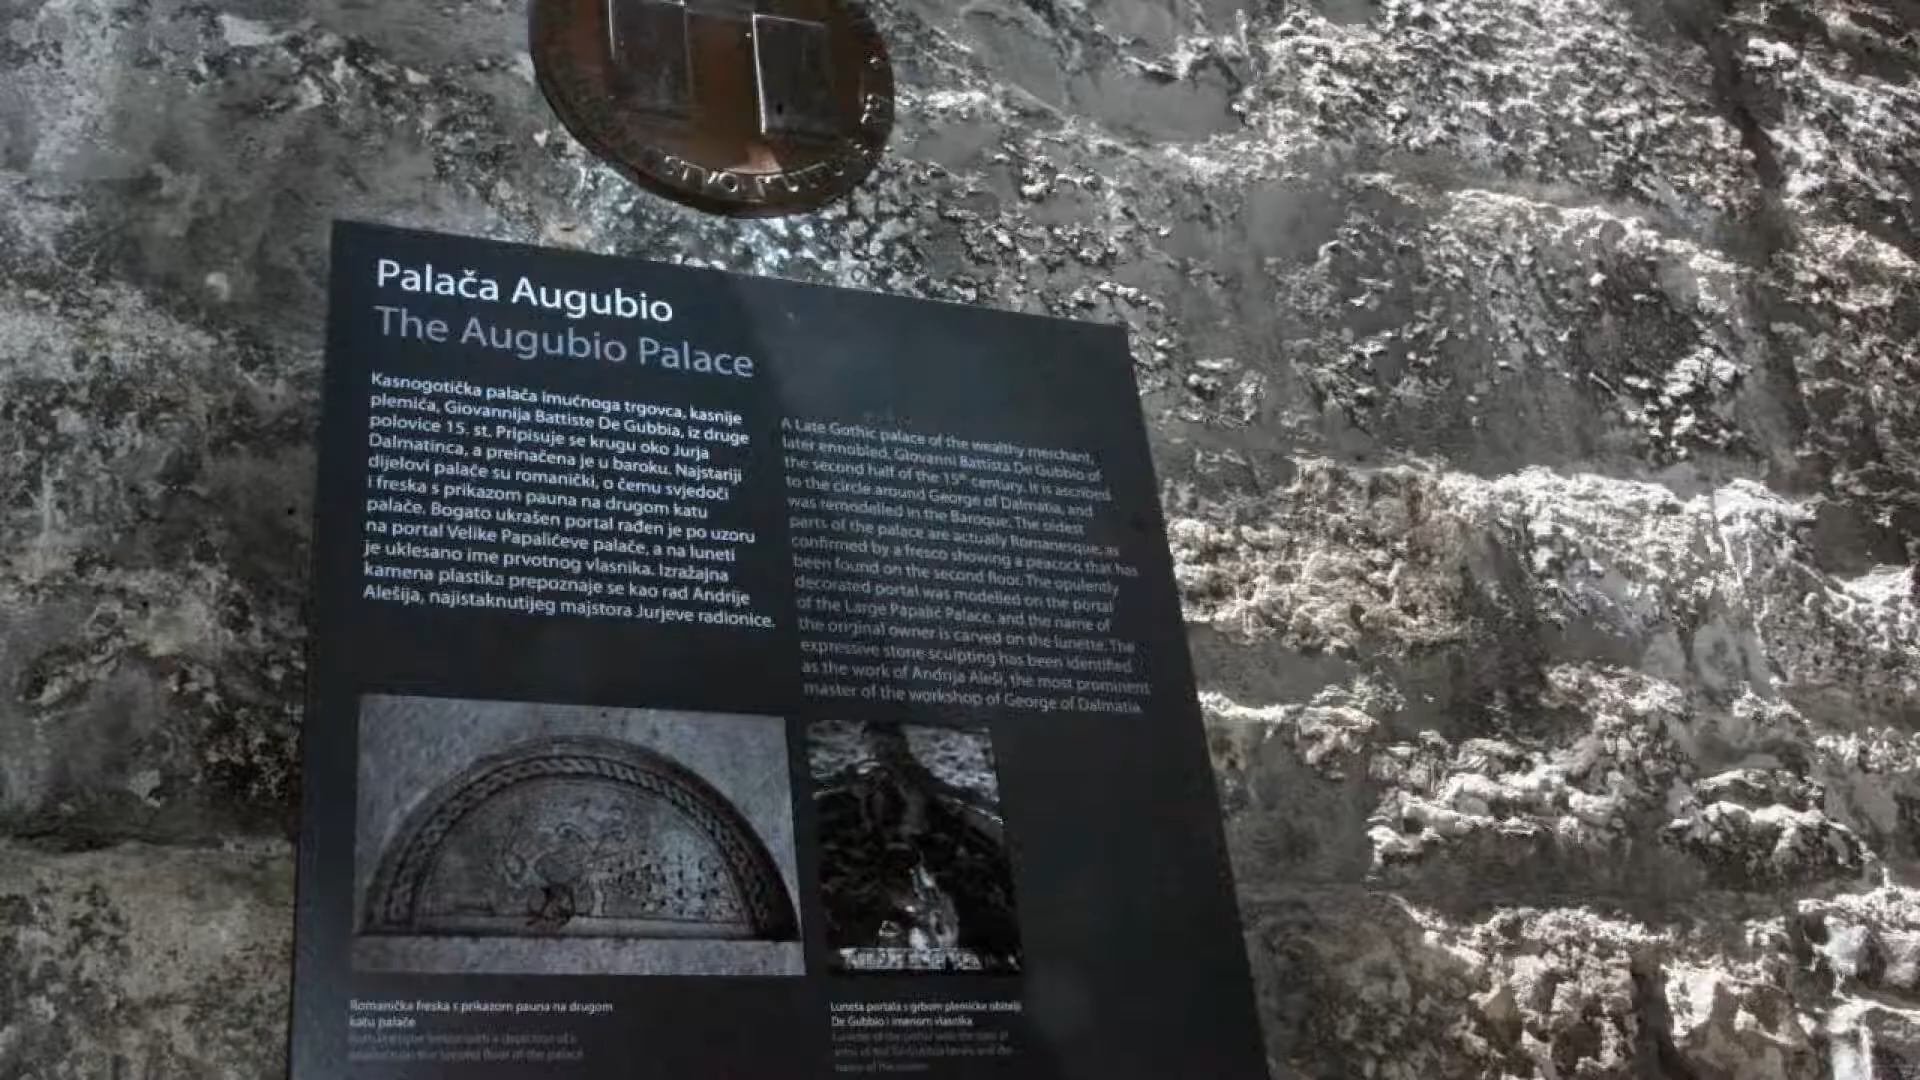 Palača Augubio
The Augubio Palace
Kasnogotička palača imućnoga trgovca, kasnije
plemića, Giovannija Battiste De Gubbia, iz druge
polovice 15. st. Pripisuje se krugu oko Jurja
Dalmatinca, a preinačena je u baroku. Najstariji
dijelovi palače su romanički, o čemu svjedoči
i freska s prikazom pauna na drugom katu
palače. Bogato ukrašen portal rađen je po uzoru
na portal Velike Papalićeve palače, a na luneti
je uklesano ime prvotnog vlasnika. Izražajna
kamena plastika prepoznaje se kao rad Andrije
Alešija, najistaknutijeg majstora Jurjeve radionice.
A Late Gothic palace of the wealthy merchant,
later ennobled, Giovanni Battista De Gubbio of
the second half of the 15th century. It is ascribed
to the circle around George of Dalmatia, and
was remodelled in the Baroque. The oldest
parts of the palace are actually Romanesque, as
confirmed by a fresco showing a peacock that has
been found on the second floor. The opulently
decorated portal was modelled on the portal
of the Large Papalić Palace, and the name of
the original owner is carved on the lunette. The
expressive stone sculpting has been identified
as the work of Andrija Aleši, the most prominent
master of the workshop of George of Dalmatia.
Romanička freska s prikazom pauna na drugom
katu palače
on the second floor of the palace
Luneta portala s grbom plemićke obitelji
De Gubbio i imenom vlasnika